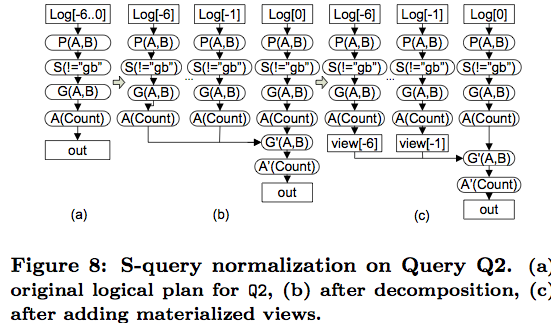 Log[-6..0] Log[-6] Log[-1] Log[0] Log[-6] Log[-1] Log[0]
P(A,B) P(A,B) P(A,B) P(A,B) P(A,B) P(A,B) P(A,B)
S(!="gb" S(!="gb") S(!="gb") S(!="gb") S(!="gb") S(!="gb") S(!="gb")
... ...
G(A,B) G(A,B) G(A,B) G(A,B) G(A,B) G(A,B) G(A,B)
A(Count) A(Count) A(Count) A(Count) A(Count) A(Count) A(Count)
out G'(A,B) view[-6] view[-1] G'(A,B)
A'(Count) A'(Count)
out out
(a) (b) (c)
Figure 8: S-query normalization on Query Q2. (a)
original logical plan for Q2, (b) after decomposition, (c)
after adding materialized views.